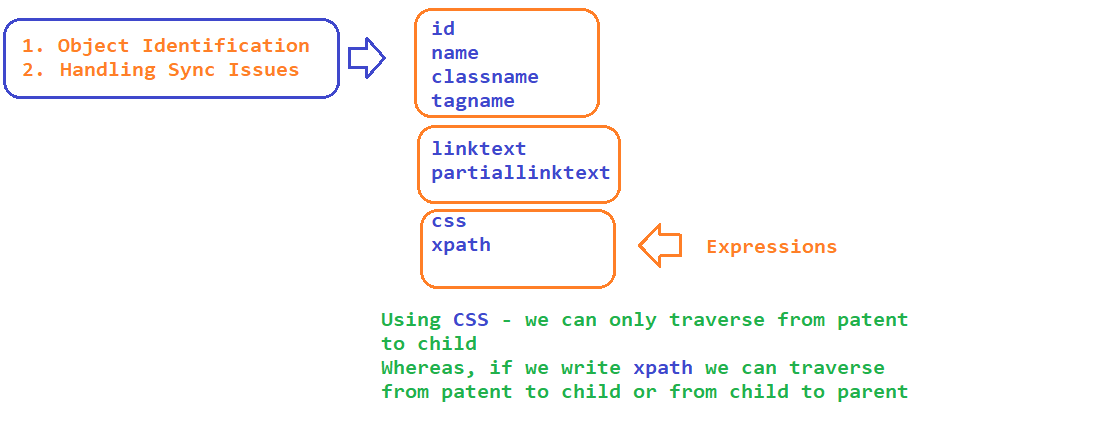 1. Object Identification
2. Handling Sync Issues
id
name
classname
tagname
linktext
partiallinktext
css
xpath
Expressions
Using CSS - we can only traverse from patent
to child
Whereas, if we write xpath we can traverse
from patent to child or from child to parent